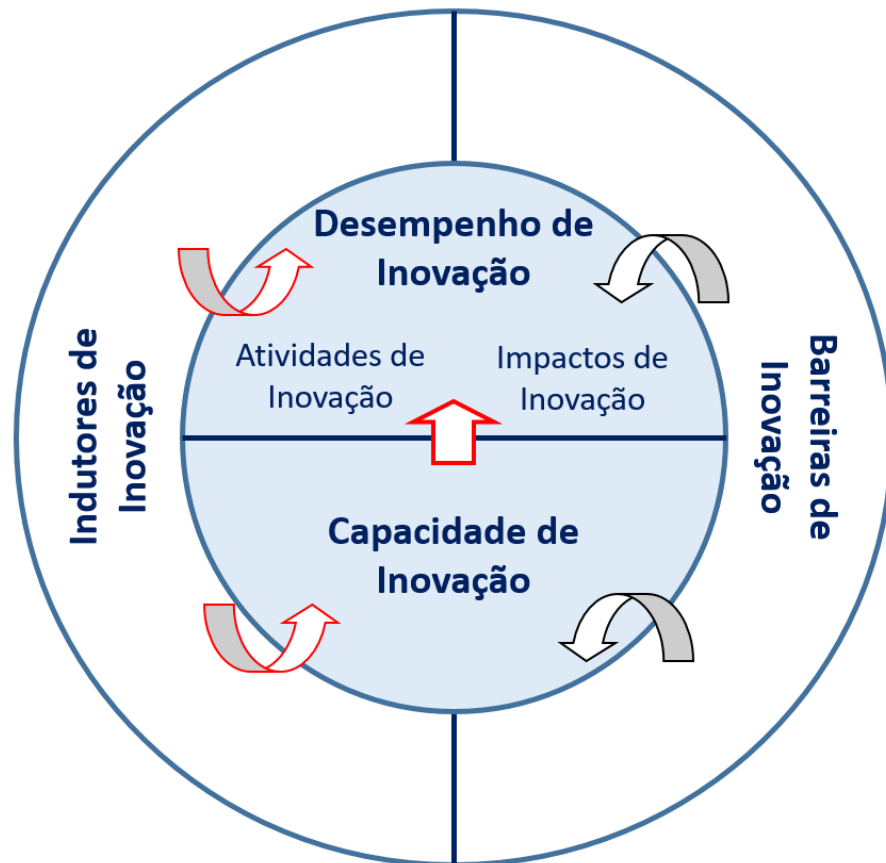 Desempenho de
Inovação
Atividades de
Inovação
Impactos de
Inovação
Indutores de
Inovação
Barreiras de
Inovação
Capacidade de
Inovação